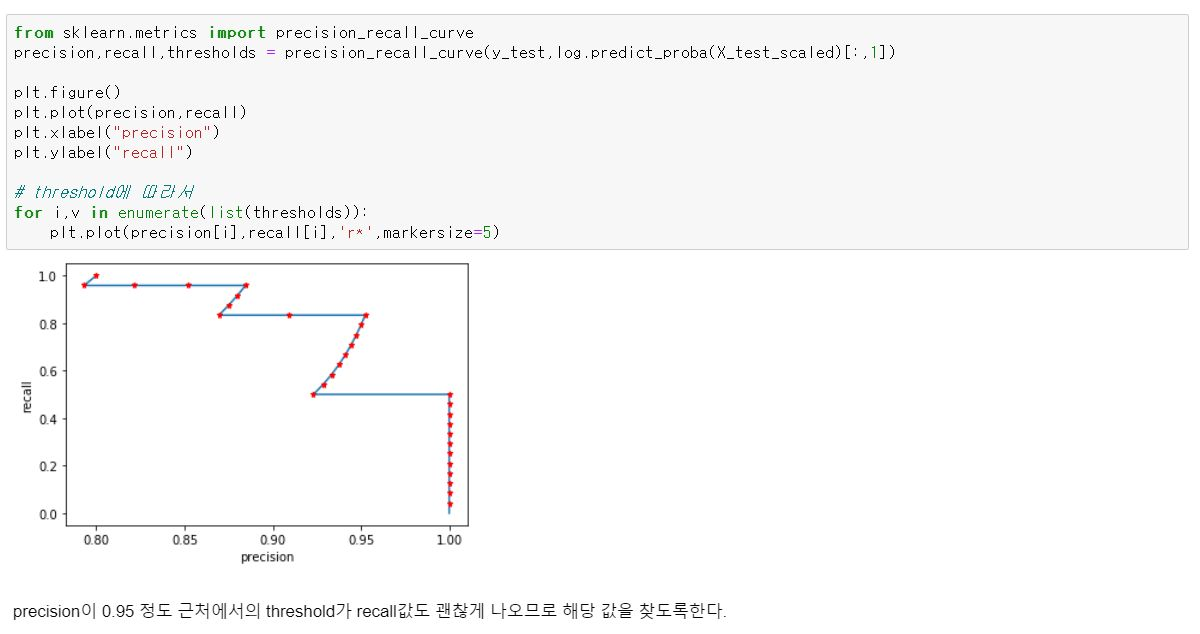 from sklearn.metrics import precision_recall_curve
precision,recall,thresholds = precision_recall_curve(y_test,log.predict_proba(X_test_scaled)[:,1])
plt.figure()
plt.plot(precision,recall)
plt.xlabel("precision")
plt.ylabel("recall")
# threshold에 따라서
for i,v in enumerate(list(thresholds)):
    plt.plot(precision[i],recall[i],'r*',markersize=5)
1.0
0.8
0.6
0.4
0.2
0.0
recall
0.80 0.85 0.90 0.95 1.00
precision
precision이 0.95 정도 근처에서의 threshold가 recall값도 괜찮게 나오므로 해당 값을 찾도록한다.